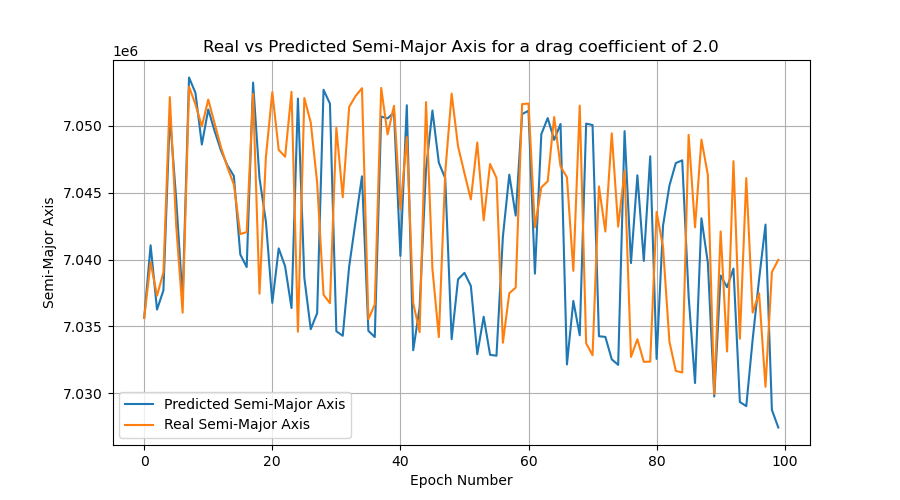 Real vs Predicted Semi-Major Axis for a drag coefficient of 2.0
1e6
7.050
7.045
7.040
7.035
7.030
Semi-Major Axis
Predicted Semi-Major Axis
Real Semi-Major Axis
0 20 40 60 80 100
Epoch Number